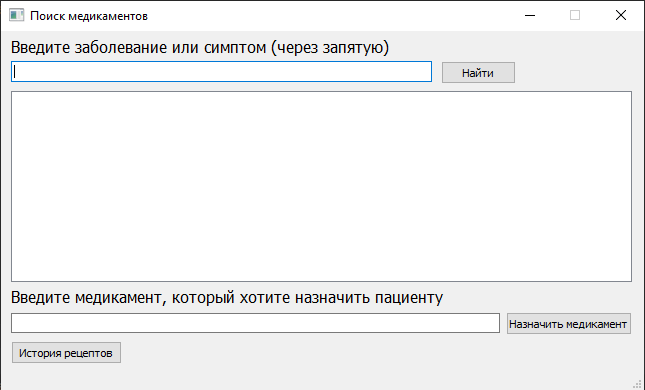 Поиск медикаментов
Введите заболевание или симптом (через запятую)
Найти
Введите медикамент, который хотите назначить пациенту
Назначить медикамент
История рецептов